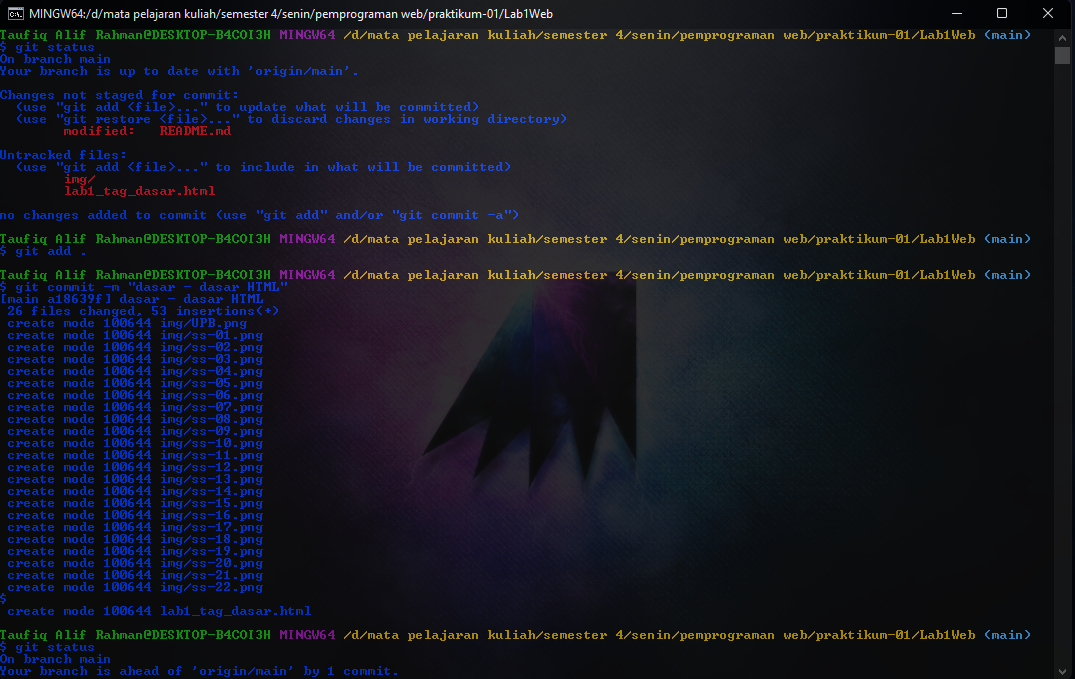 MINGW64:/d/mata pelajaran kuliah/semester 4/senin/pemprograman web/praktikum-01/Lab1Web
Taufiq Alif Rahman@DESKTOP-B4COI3H MINGW64 /d/mata pelajaran kuliah/semester 4/senin/pemprograman web/praktikum-01/Lab1Web (main)
$ git status
On branch main
Your branch is up to date with 'origin/main'.

Changes not staged for commit:
  (use "git add <file>..." to update what will be committed)
  (use "git restore <file>..." to discard changes in working directory)
        modified:   README.md

Untracked files:
  (use "git add <file>..." to include in what will be committed)
        img/
        lab1_tag_dasar.html

no changes added to commit (use "git add" and/or "git commit -a")

Taufiq Alif Rahman@DESKTOP-B4COI3H MINGW64 /d/mata pelajaran kuliah/semester 4/senin/pemprograman web/praktikum-01/Lab1Web (main)
$ git add .

Taufiq Alif Rahman@DESKTOP-B4COI3H MINGW64 /d/mata pelajaran kuliah/semester 4/senin/pemprograman web/praktikum-01/Lab1Web (main)
$ git commit -m "dasar - dasar HTML"
[main a18639f] dasar - dasar HTML
 26 files changed, 53 insertions(+)
 create mode 100644 img/UPB.png
 create mode 100644 img/ss-01.png
 create mode 100644 img/ss-02.png
 create mode 100644 img/ss-03.png
 create mode 100644 img/ss-04.png
 create mode 100644 img/ss-05.png
 create mode 100644 img/ss-06.png
 create mode 100644 img/ss-07.png
 create mode 100644 img/ss-08.png
 create mode 100644 img/ss-09.png
 create mode 100644 img/ss-10.png
 create mode 100644 img/ss-11.png
 create mode 100644 img/ss-12.png
 create mode 100644 img/ss-13.png
 create mode 100644 img/ss-14.png
 create mode 100644 img/ss-15.png
 create mode 100644 img/ss-16.png
 create mode 100644 img/ss-17.png
 create mode 100644 img/ss-18.png
 create mode 100644 img/ss-19.png
 create mode 100644 img/ss-20.png
 create mode 100644 img/ss-21.png
 create mode 100644 img/ss-22.png
$
 create mode 100644 lab1_tag_dasar.html

Taufiq Alif Rahman@DESKTOP-B4COI3H MINGW64 /d/mata pelajaran kuliah/semester 4/senin/pemprograman web/praktikum-01/Lab1Web (main)
$ git status
On branch main
Your branch is ahead of 'origin/main' by 1 commit.